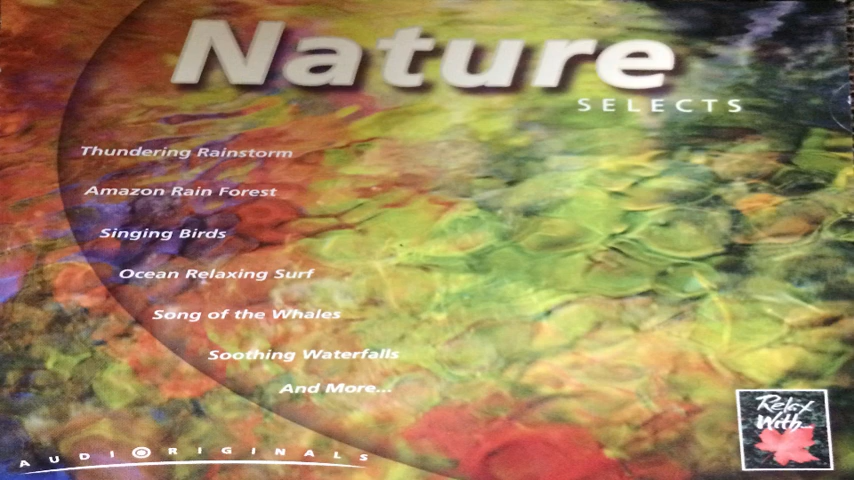 Nature
SELECTS
Thundering Rainstorm
Amazon Rain Forest
Singing Birds
Ocean Relaxing Surf
Song of the Whales
Soothing Waterfalls
And More...
Relax
With...
AUDIORIGINALS